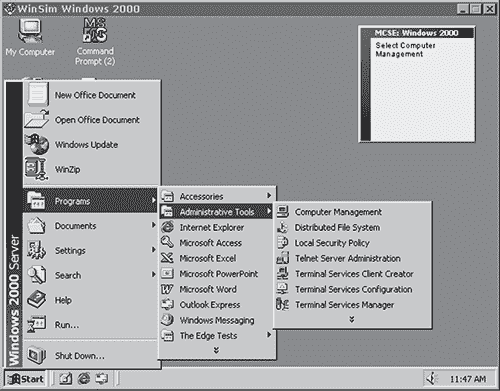 WinSim Windows 2000
My Computer
Command
Prompt (2)
MCSE: Windows 2000
Select Computer
Management
New Office Document
Open Office Document
Windows Update
WinZip
Programs
Documents
Settings
Search
Help
Run...
Shut Down...
Windows 2000 Server
Accessories
Administrative Tools
Internet Explorer
Microsoft Access
Microsoft Excel
Microsoft PowerPoint
Microsoft Word
Outlook Express
Windows Messaging
The Edge Tests
Computer Management
Distributed File System
Local Security Policy
Telnet Server Administration
Terminal Services Client Creator
Terminal Services Configuration
Terminal Services Manager
Start
11:47 AM